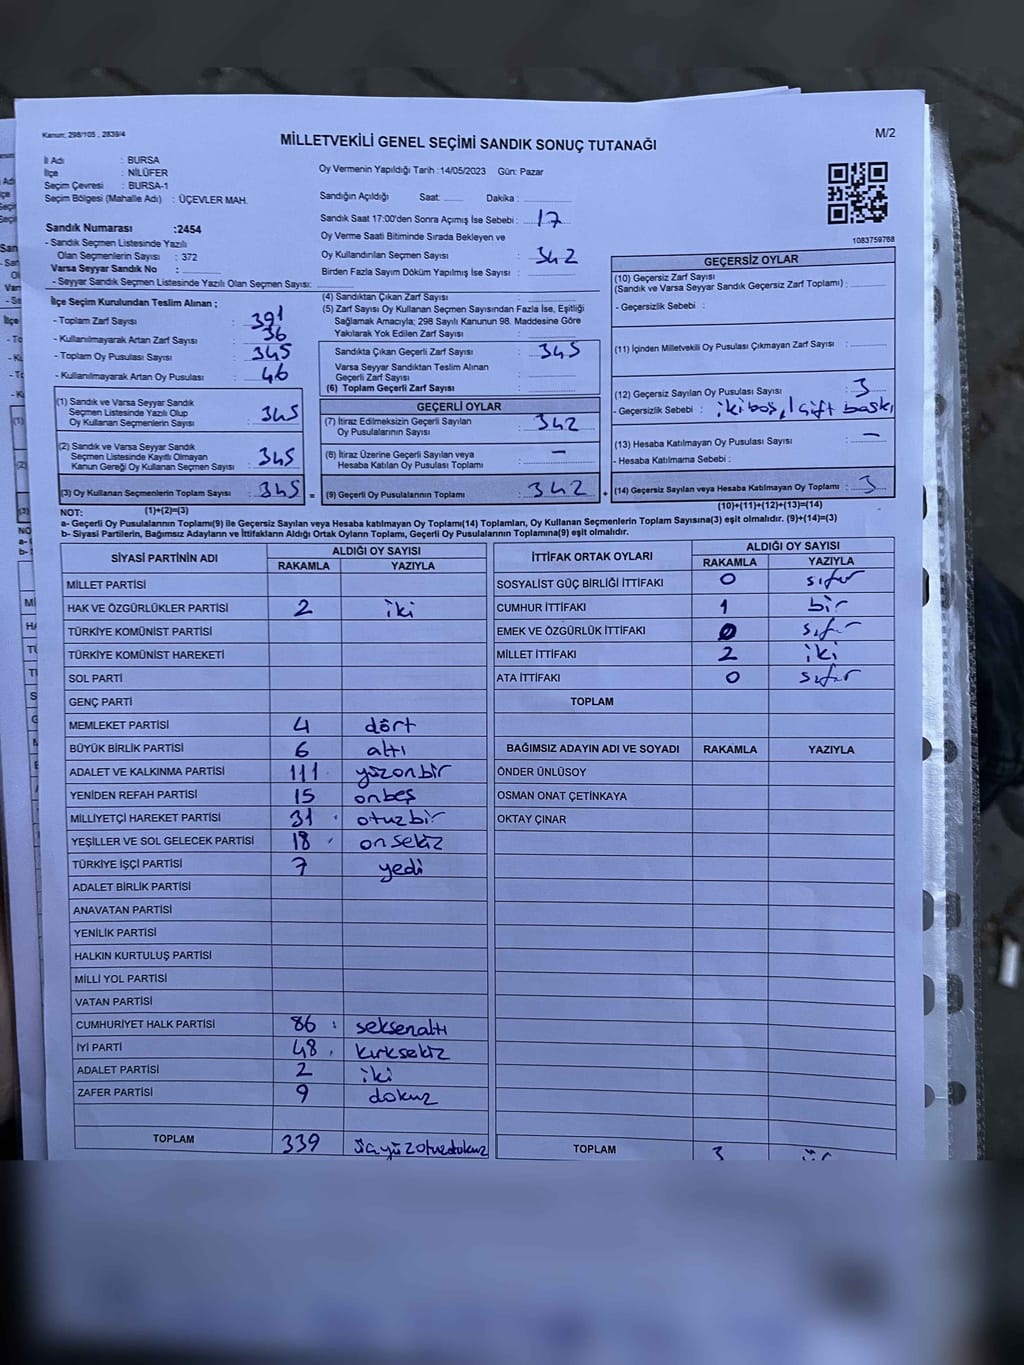 Kanun; 298/105 , 2839/4
M/2
MİLLETVEKİLİ GENEL SEÇİMİ SANDIK SONUÇ TUTANAĞI
İl Adı : BURSA
İlçe : NİLÜFER
Seçim Çevresi : BURSA-1
Seçim Bölgesi (Mahalle Adı) : ÜÇEVLER MAH.
Sandık Numarası :2454
- Sandık Seçmen Listesinde Yazılı
Olan Seçmenlerin Sayısı : 372
Varsa Seyyar Sandık No :
- Seyyar Sandık Seçmen Listesinde Yazılı Olan Seçmen Sayısı:
Oy Vermenin Yapıldığı Tarih :14/05/2023 Gün: Pazar
Sandığın Açıldığı Saat: Dakika :
Sandık Saat 17:00'den Sonra Açımış İse Sebebi : 17
Oy Verme Saati Bitiminde Sırada Bekleyen ve
Oy Kullandırılan Seçmen Sayısı : 342
Birden Fazla Sayım Döküm Yapılmış İse Sayısı :
1083759768
İlçe Seçim Kurulundan Teslim Alınan ;
- Toplam Zarf Sayısı : 391
- Kullanılmayarak Artan Zarf Sayısı : 36
- Toplam Oy Pusulası Sayısı : 345
- Kullanılmayarak Artan Oy Pusulası : 46
(1) Sandık ve Varsa Seyyar Sandık
Seçmen Listesinde Yazılı Olup
Oy Kullanan Seçmenlerin Sayısı : 345
(2) Sandık ve Varsa Seyyar Sandık
Seçmen Listesinde Kayıtlı Olmayan
Kanun Gereği Oy Kullanan Seçmen Sayısı : 345
(3) Oy Kullanan Seçmenlerin Toplam Sayısı : 345 =
(1)+(2)=(3)
(4) Sandıktan Çıkan Zarf Sayısı :
(5) Zarf Sayısı Oy Kullanan Seçmen Sayısından Fazla İse, Eşitliği
Sağlamak Amacıyla; 298 Sayılı Kanunun 98. Maddesine Göre
Yakılarak Yok Edilen Zarf Sayısı :
Sandıkta Çıkan Geçerli Zarf Sayısı : 345
Varsa Seyyar Sandıktan Teslim Alınan
Geçerli Zarf Sayısı :
(6) Toplam Geçerli Zarf Sayısı :
GEÇERLİ OYLAR
(7) İtiraz Edilmeksizin Geçerli Sayılan
Oy Pusulalarının Sayısı : 342
(8) İtiraz Üzerine Geçerli Sayılan veya
Hesaba Katılan Oy Pusulası Toplamı : –
(9) Geçerli Oy Pusulalarının Toplamı : 342 +
GEÇERSİZ OYLAR
(10) Geçersiz Zarf Sayısı
(Sandık ve Varsa Seyyar Sandık Geçersiz Zarf Toplamı) :
- Geçersizlik Sebebi :
(11) İçinden Milletvekili Oy Pusulası Çıkmayan Zarf Sayısı :
(12) Geçersiz Sayılan Oy Pusulası Sayısı : 3
- Geçersizlik Sebebi : iki boş, 1 çift baskı
(13) Hesaba Katılmayan Oy Pusulası Sayısı : –
- Hesaba Katılmama Sebebi :
(14) Geçersiz Sayılan veya Hesaba Katılmayan Oy Toplamı : 3
(10)+(11)+(12)+(13)=(14)
NOT:
a- Geçerli Oy Pusulalarının Toplamı(9) ile Geçersiz Sayılan veya Hesaba katılmayan Oy Toplamı(14) Toplamları, Oy Kullanan Seçmenlerin Toplam Sayısına(3) eşit olmalıdır. (9)+(14)=(3)
b- Siyasi Partilerin, Bağımsız Adayların ve İttifakların Aldığı Ortak Oyların Toplamı, Geçerli Oy Pusulalarının Toplamına(9) eşit olmalıdır.
SİYASİ PARTİNİN ADI ALDIĞI OY SAYISI
RAKAMLA YAZIYLA
MİLLET PARTİSİ
HAK VE ÖZGÜRLÜKLER PARTİSİ 2 iki
TÜRKİYE KOMÜNİST PARTİSİ
TÜRKİYE KOMÜNİST HAREKETİ
SOL PARTİ
GENÇ PARTİ
MEMLEKET PARTİSİ 4 dört
BÜYÜK BİRLİK PARTİSİ 6 altı
ADALET VE KALKINMA PARTİSİ 111 yüzonbir
YENİDEN REFAH PARTİSİ 15 onbeş
MİLLİYETÇİ HAREKET PARTİSİ 31 otuzbir
YEŞİLLER VE SOL GELECEK PARTİSİ 18 onsekiz
TÜRKİYE İŞÇİ PARTİSİ 7 yedi
ADALET BİRLİK PARTİSİ
ANAVATAN PARTİSİ
YENİLİK PARTİSİ
HALKIN KURTULUŞ PARTİSİ
MİLLİ YOL PARTİSİ
VATAN PARTİSİ
CUMHURİYET HALK PARTİSİ 86 seksenaltı
İYİ PARTİ 48 kırksekiz
ADALET PARTİSİ 2 iki
ZAFER PARTİSİ 9 dokuz
TOPLAM 339 üçyüzotuzdokuz
İTTİFAK ORTAK OYLARI ALDIĞI OY SAYISI
RAKAMLA YAZIYLA
SOSYALİST GÜÇ BİRLİĞİ İTTİFAKI 0 sıfır
CUMHUR İTTİFAKI 1 bir
EMEK VE ÖZGÜRLÜK İTTİFAKI 0 sıfır
MİLLET İTTİFAKI 2 iki
ATA İTTİFAKI 0 sıfır
TOPLAM
BAĞIMSIZ ADAYIN ADI VE SOYADI RAKAMLA YAZIYLA
ÖNDER ÜNLÜSOY
OSMAN ONAT ÇETİNKAYA
OKTAY ÇINAR
TOPLAM 3